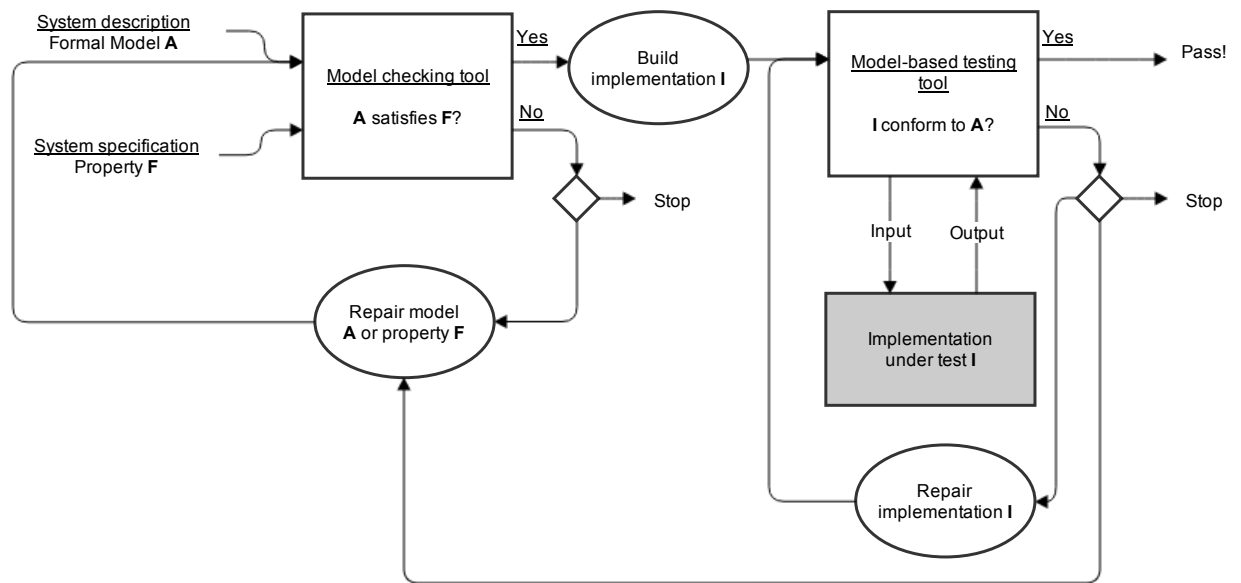 System description
Formal Model A
System specification
Property F
Model checking tool
A satisfies F?
Yes
No
Stop
Build
implementation I
Repair model
A or property F
Model-based testing
tool
I conform to A?
Yes
Pass!
No
Stop
Input
Output
Implementation
under test I
Repair
implementation I